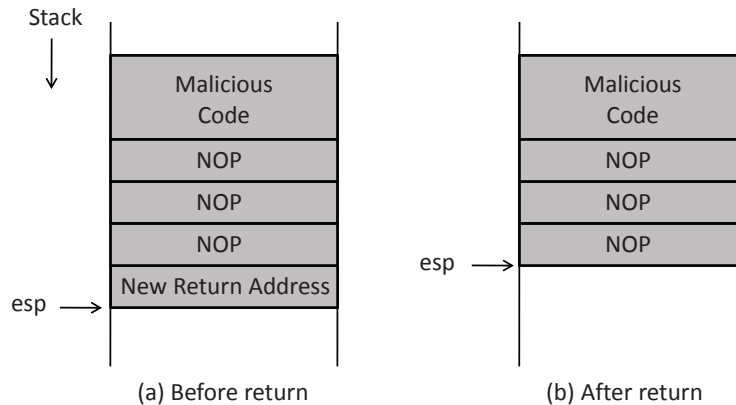 Stack
Malicious
Code
NOP
NOP
NOP
New Return Address
esp
(a) Before return
Malicious
Code
NOP
NOP
NOP
esp
(b) After return